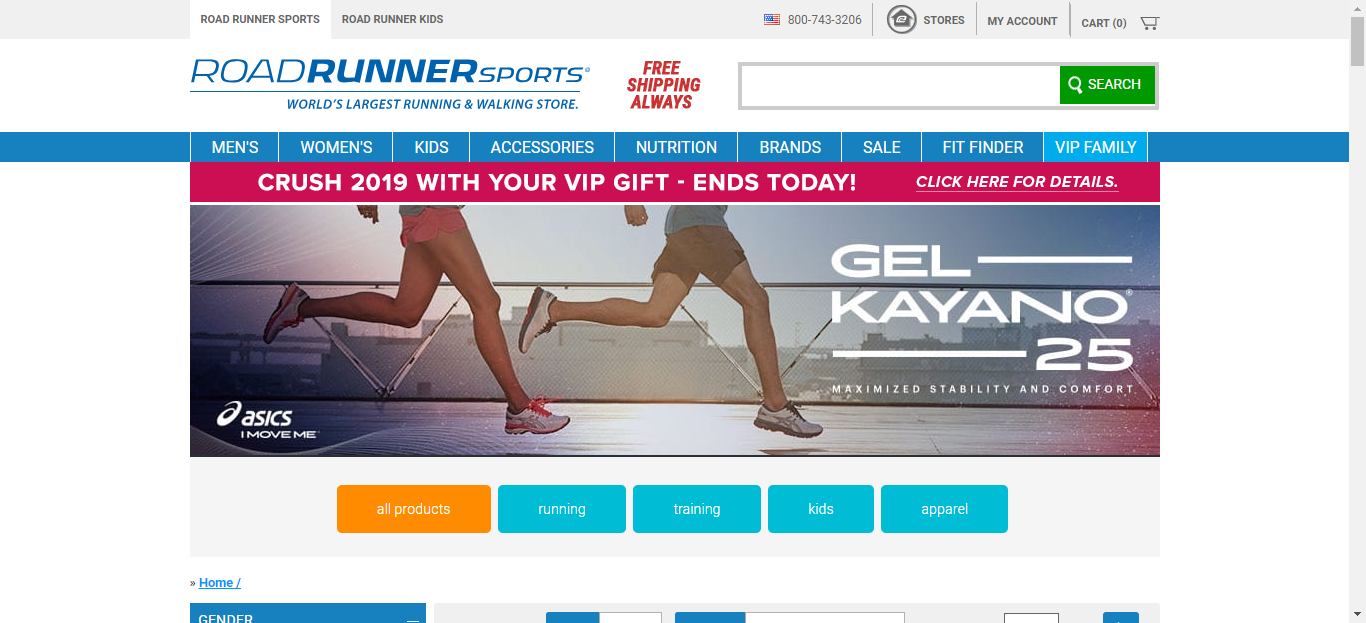 ROAD RUNNER SPORTS
ROAD RUNNER KIDS
800-743-3206
STORES
MY ACCOUNT
CART (0)
ROADRUNNERSPORTS®
WORLD'S LARGEST RUNNING & WALKING STORE.
FREE
SHIPPING
ALWAYS
SEARCH
MEN'S
WOMEN'S
KIDS
ACCESSORIES
NUTRITION
BRANDS
SALE
FIT FINDER
VIP FAMILY
CRUSH 2019 WITH YOUR VIP GIFT - ENDS TODAY!
CLICK HERE FOR DETAILS.
GEL
KAYANO®
25
MAXIMIZED STABILITY AND COMFORT
asics
I MOVE ME™
all products
running
training
kids
apparel
» Home /
GENDER